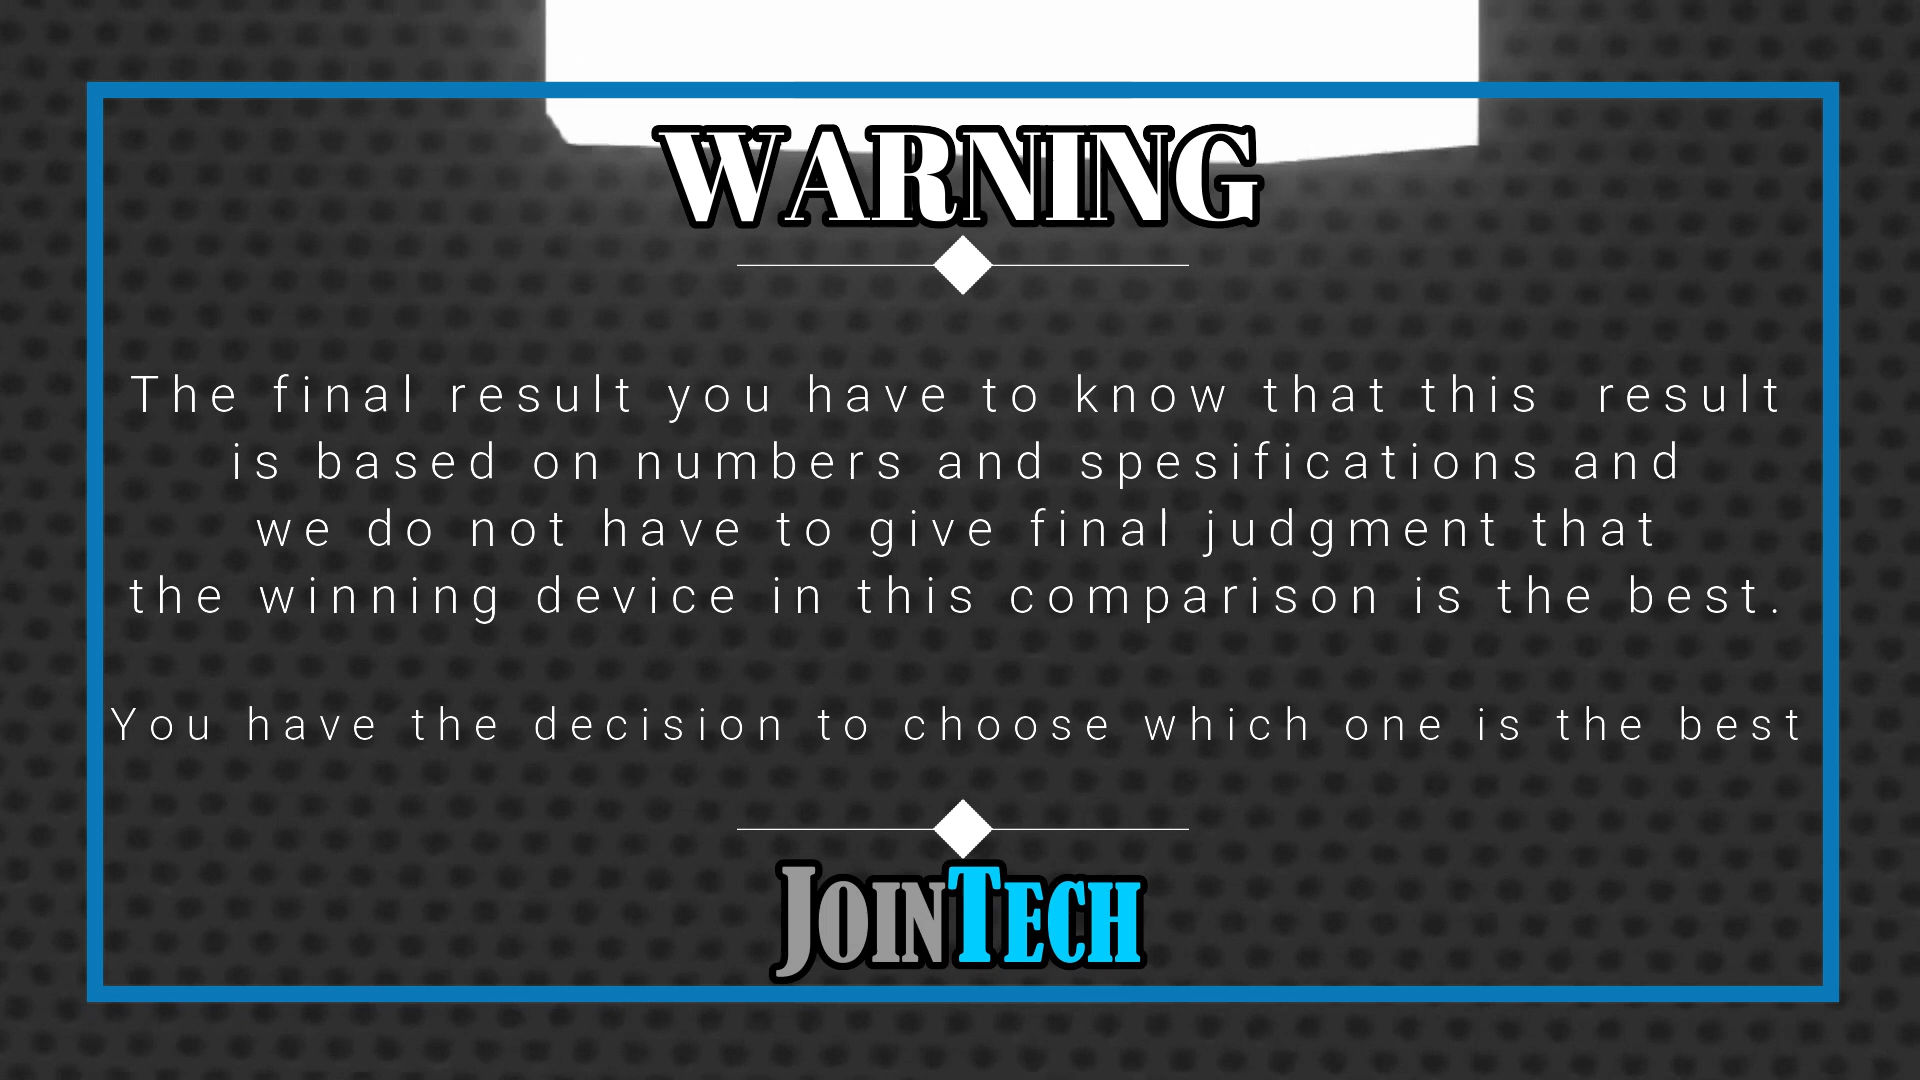 WARNING
The final result you have to know that this  result
is based on numbers and spesifications and
we do not have to give final judgment that
the winning device in this comparison is the best.
You have the decision to choose which one is the best
JOINTECH